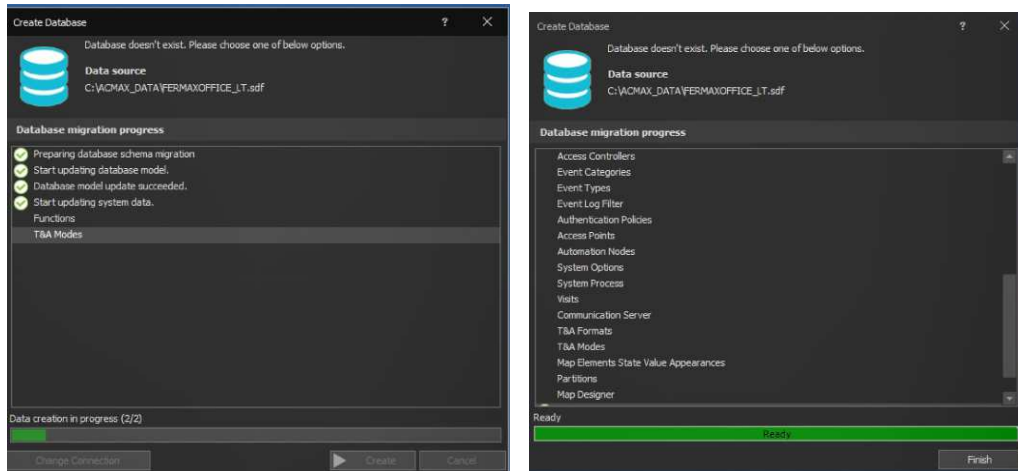 Create Database
?
Database doesn't exist. Please choose one of below options.
Data source
C:\ACMAX_DATA\FERMAXOFFICE_LT.sdf
Database migration progress
Preparing database schema migration
Start updating database model.
Database model update succeeded.
Start updating system data.
Functions
T&A Modes
Data creation in progress (2/2)
Change Connection
Create
Cancel
Create Database
?
Database doesn't exist. Please choose one of below options.
Data source
C:\ACMAX_DATA\FERMAXOFFICE_LT.sdf
Database migration progress
Access Controllers
Event Categories
Event Types
Event Log Filter
Authentication Policies
Access Points
Automation Nodes
System Options
System Process
Visits
Communication Server
T&A Formats
T&A Modes
Map Elements State Value Appearances
Partitions
Map Designer
Ready
Ready
Finish